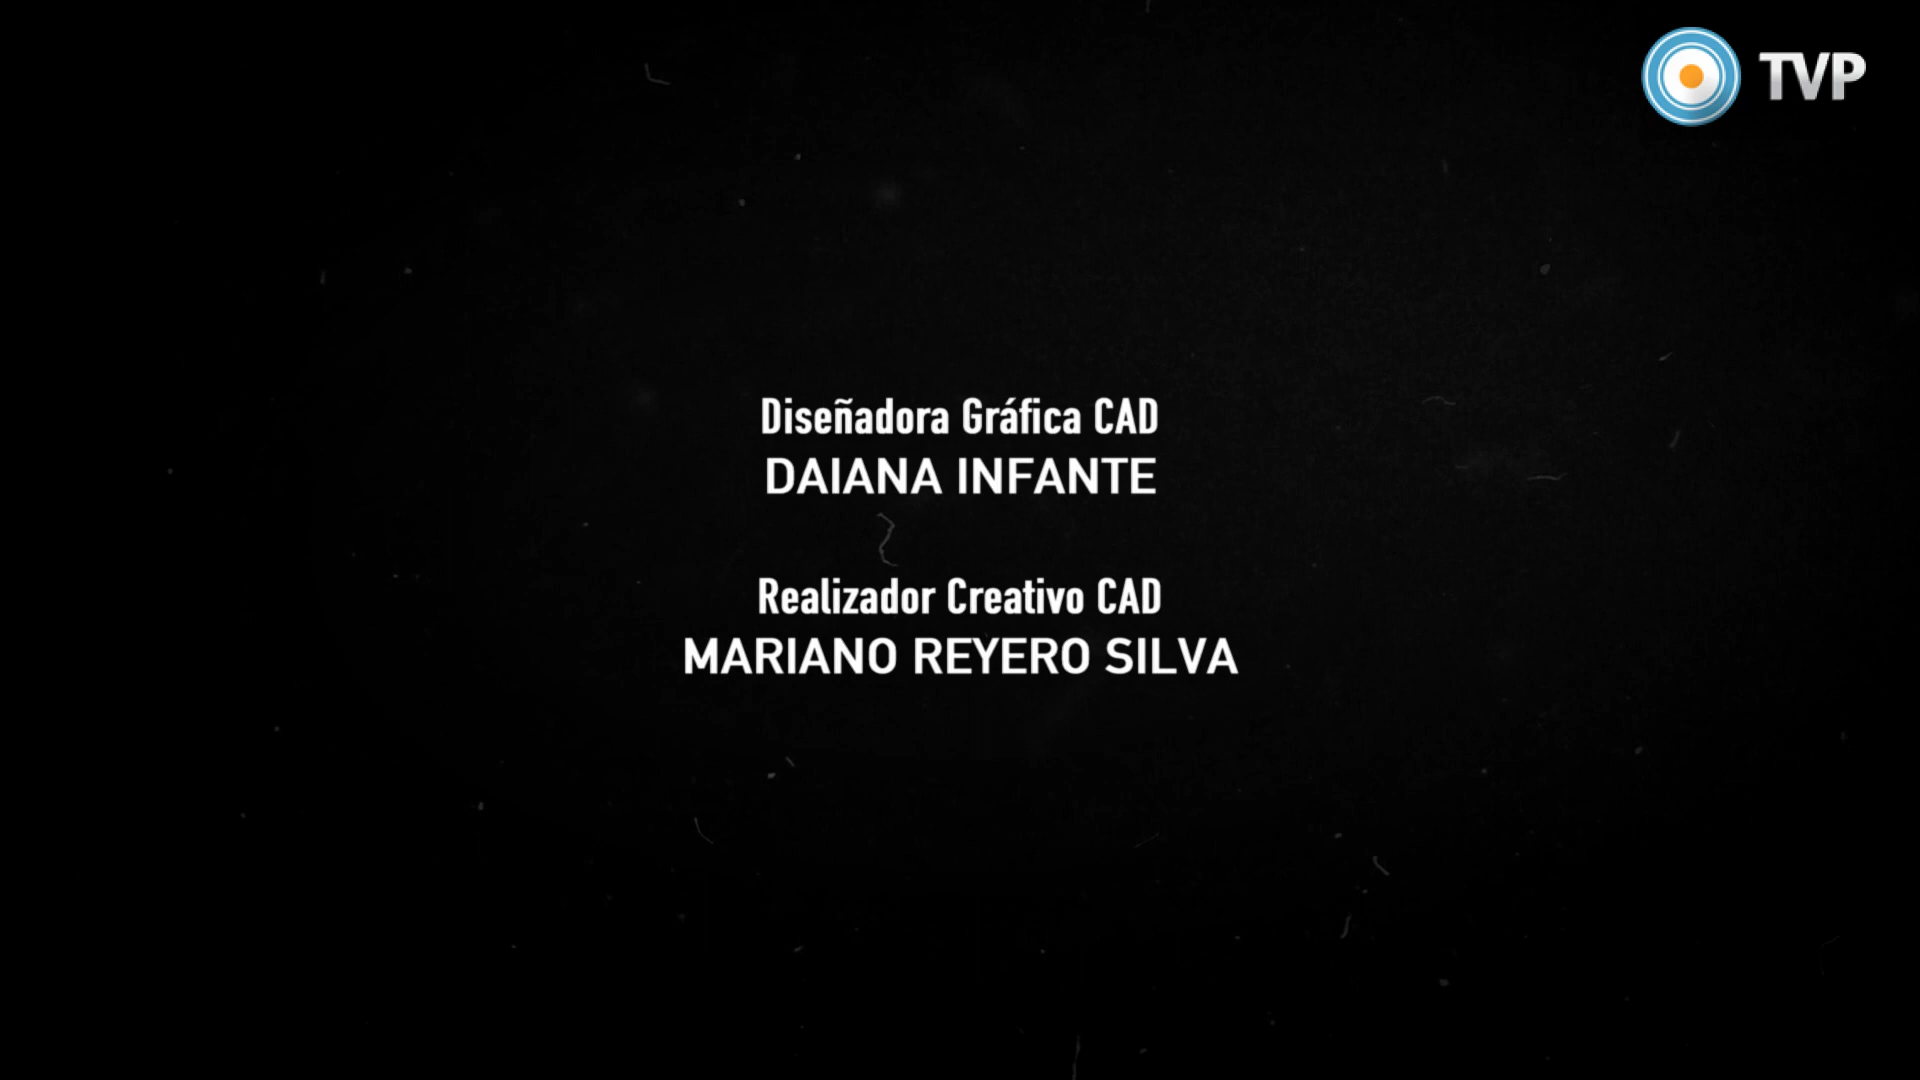 TVP
Diseñadora Gráfica CAD
DAIANA INFANTE
Realizador Creativo CAD
MARIANO REYERO SILVA